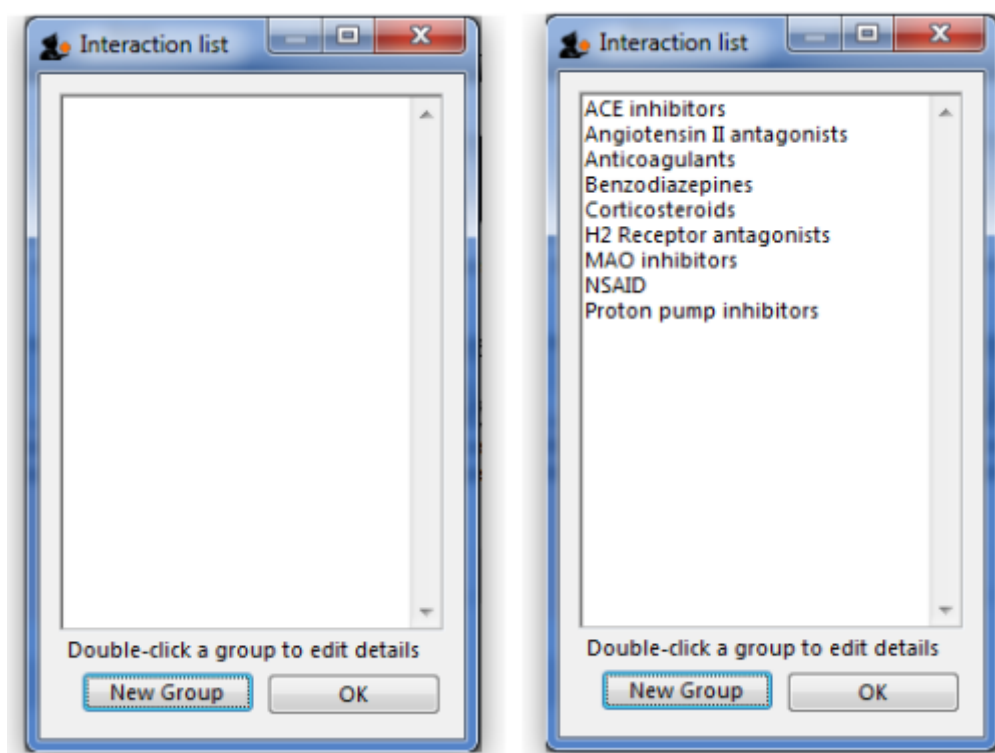 Interaction list
Double-click a group to edit details
New Group
OK
Interaction list
ACE inhibitors
Angiotensin II antagonists
Anticoagulants
Benzodiazepines
Corticosteroids
H2 Receptor antagonists
MAO inhibitors
NSAID
Proton pump inhibitors
Double-click a group to edit details
New Group
OK